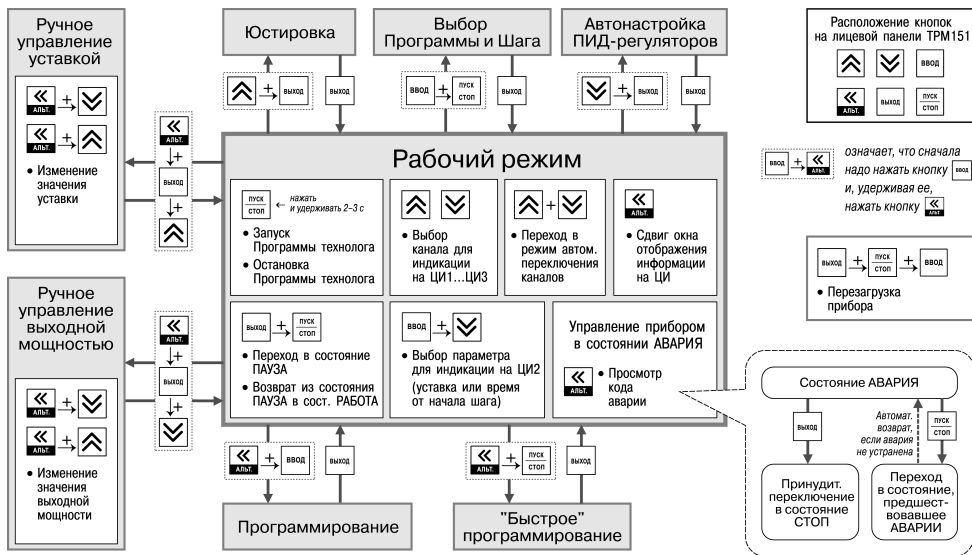 Ручное
управление
уставкой
АЛЬТ. +
АЛЬТ. +
• Изменение
значения
уставки
АЛЬТ.
+
ВЫХОД
+
Юстировка
+ ВЫХОД
ВЫХОД
Выбор
Программы и Шага
ВВОД + ПУСК
СТОП
ВЫХОД
Автонастройка
ПИД-регуляторов
+ ВЫХОД
ВЫХОД
Расположение кнопок
на лицевой панели ТРМ151
ВВОД
АЛЬТ. ВЫХОД ПУСК
СТОП
ВВОД + АЛЬТ.
означает, что сначала
надо нажать кнопку ВВОД
и, удерживая ее,
нажать кнопку АЛЬТ.
ВЫХОД + ПУСК
СТОП + ВВОД
• Перезагрузка
прибора
Рабочий режим
ПУСК
СТОП ← нажать
и удерживать 2–3 с
• Запуск
Программы технолога
• Остановка
Программы технолога
• Выбор
канала для
индикации
на ЦИ1...ЦИ3
+
• Переход в
режим автом.
переключения
каналов
АЛЬТ.
• Сдвиг окна
отображения
информации
на ЦИ
ВЫХОД + ПУСК
СТОП
• Переход в состояние
ПАУЗА
• Возврат из состояния
ПАУЗА в сост. РАБОТА
ВВОД +
• Выбор параметра
для индикации на ЦИ2
(уставка или время
от начала шага)
Управление прибором
в состоянии АВАРИЯ
АЛЬТ.
• Просмотр
кода
аварии
Ручное
управление
выходной
мощностью
АЛЬТ. +
АЛЬТ. +
• Изменение
значения
выходной
мощности
АЛЬТ.
+
ВЫХОД
+
АЛЬТ. + ВВОД
ВЫХОД
Программирование
АЛЬТ. + ПУСК
СТОП
ВЫХОД
"Быстрое"
программирование
Состояние АВАРИЯ
ВЫХОД
Автомат.
возврат,
если авария
не устранена
ПУСК
СТОП
Принудит.
переключение
в состояние
СТОП
Переход
в состояние,
предшест-
вовавшее
АВАРИИ